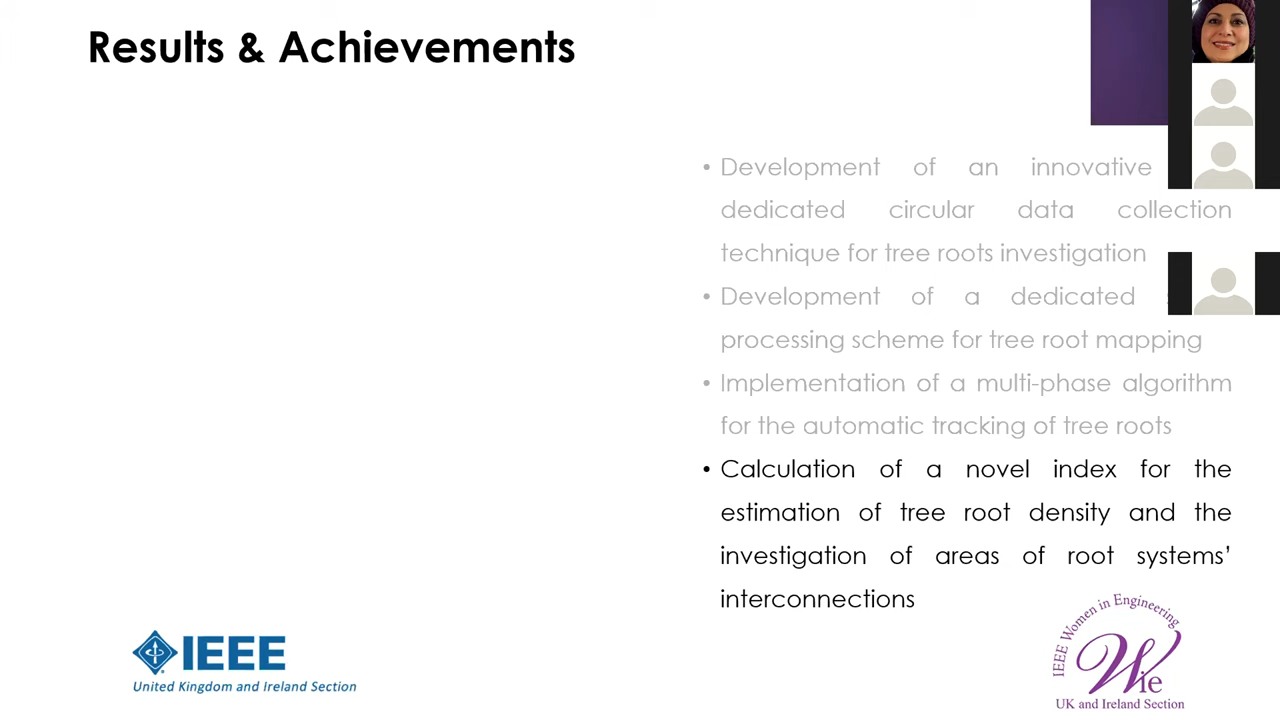 Results & Achievements
• Development of an innovative
dedicated circular data collection
technique for tree roots investigation
• Development of a dedicated
processing scheme for tree root mapping
• Implementation of a multi-phase algorithm
for the automatic tracking of tree roots
• Calculation of a novel index for the
estimation of tree root density and the
investigation of areas of root systems’
interconnections
IEEE
United Kingdom and Ireland Section
IEEE Women in Engineering
Wie
UK and Ireland Section